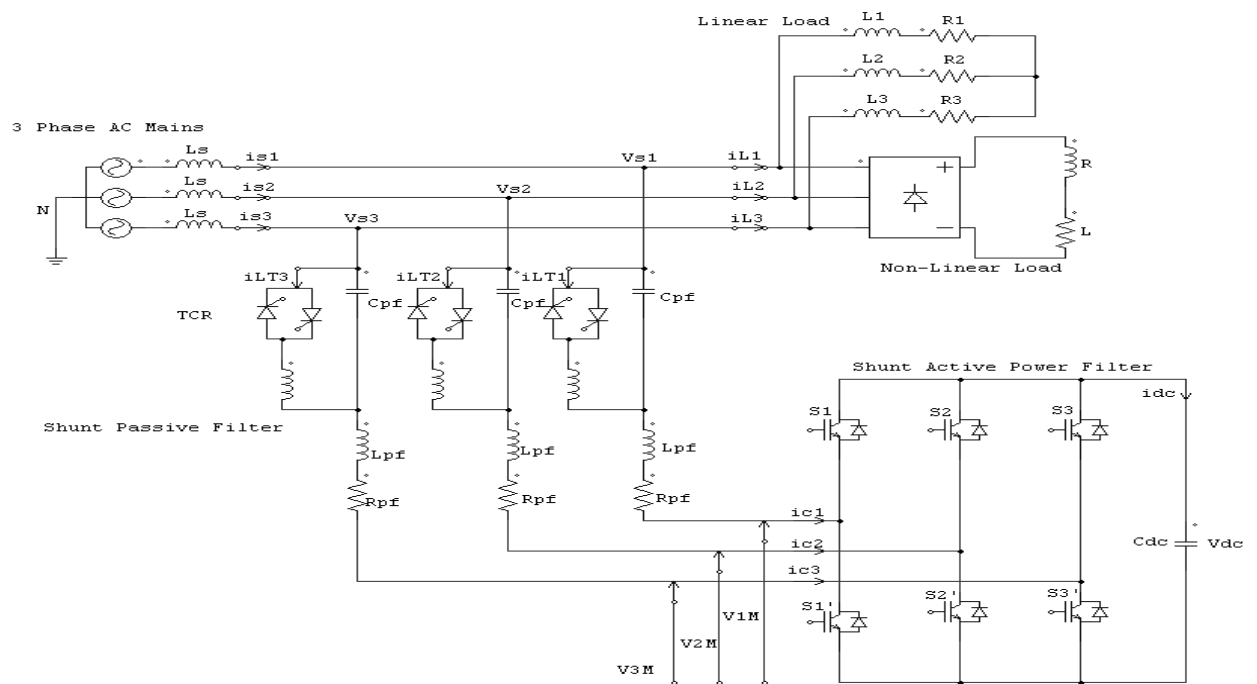 Linear Load
L1 R1
L2 R2
L3 R3
3 Phase AC Mains
Ls is1 Vs1 iL1
Ls is2 Vs2 iL2
Ls is3 Vs3 iL3
N
+
−
R
L
Non-Linear Load
iLT3 iLT2 iLT1
Cpf Cpf Cpf
TCR
Shunt Active Power Filter
S1 S2 S3 idc
Shunt Passive Filter
Lpf Lpf Lpf
Rpf Rpf Rpf
ic1
ic2
ic3
Cdc Vdc
S1' S2' S3'
V1M
V2M
V3M